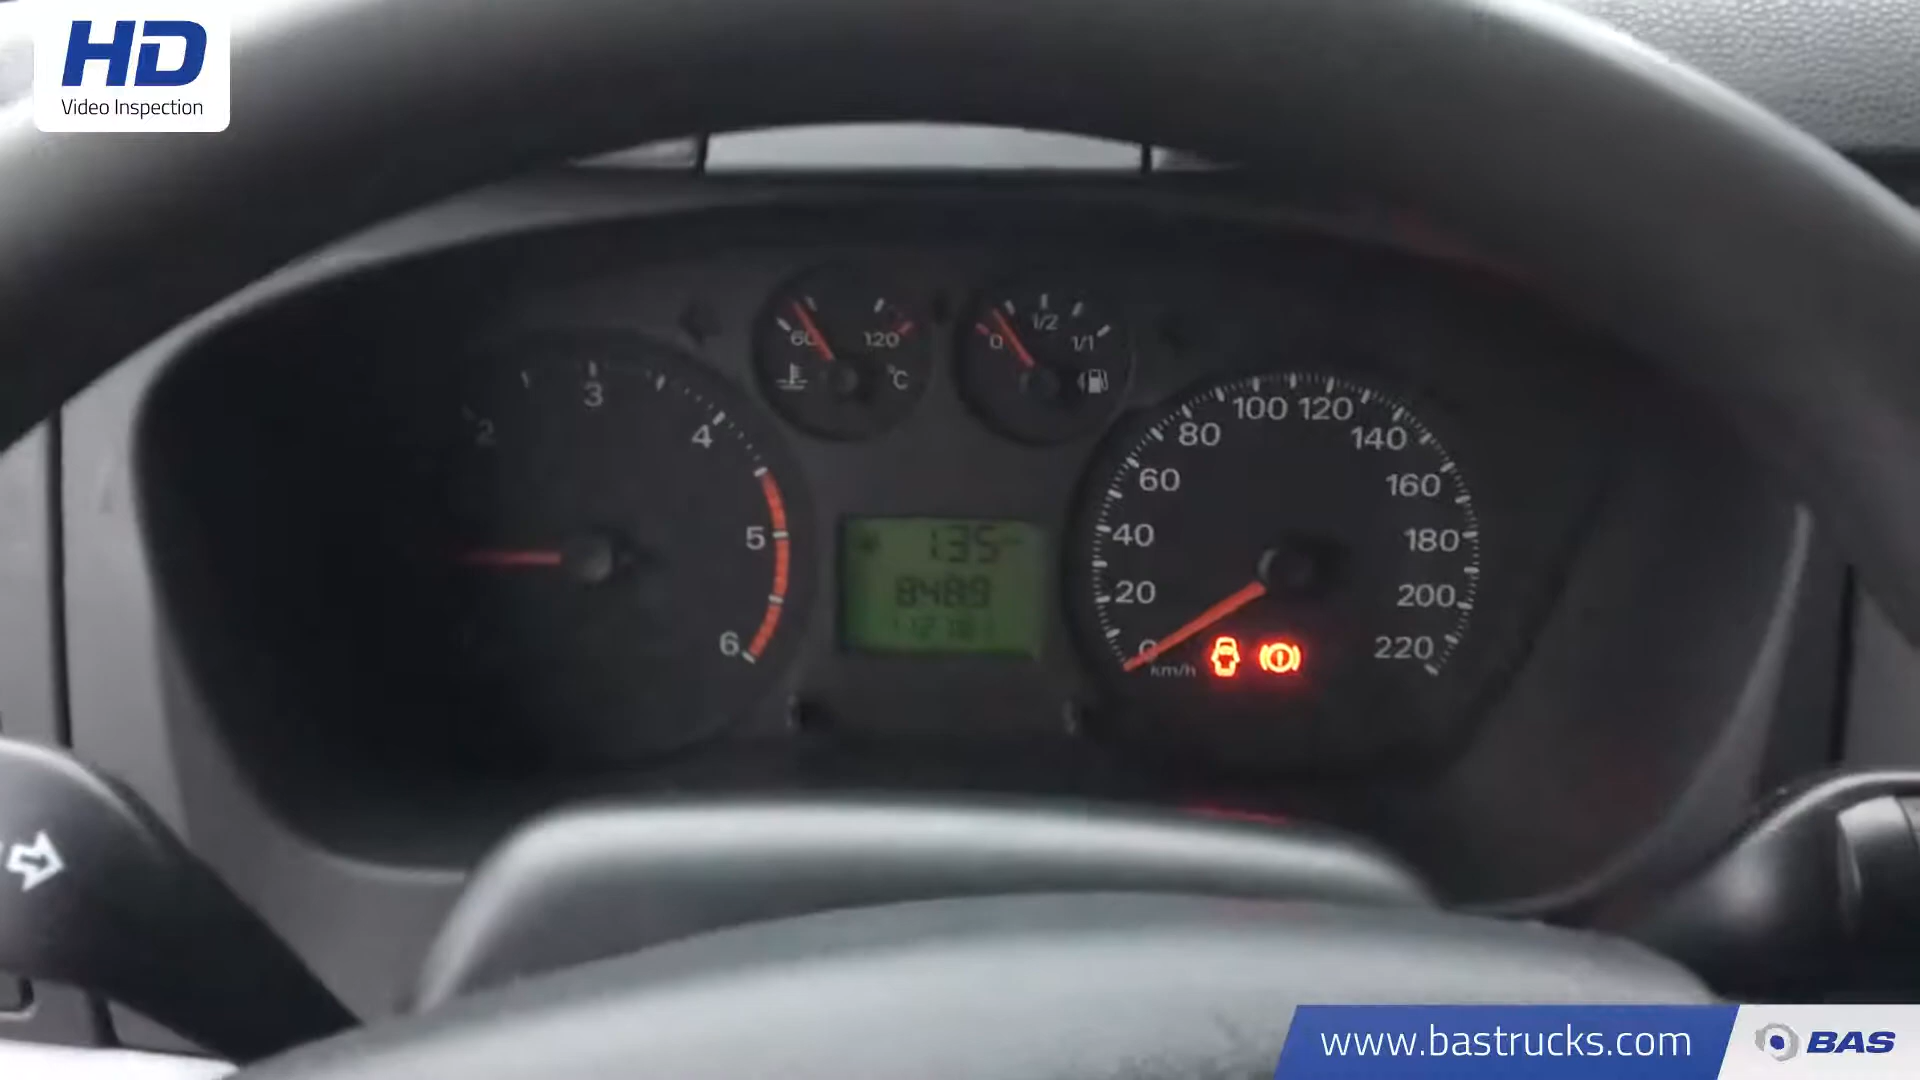 HD
Video Inspection
60 120
°C
0 1/2 1/1
2 3 4 5 6
135
8489
0 20 40 60 80 100 120 140 160 180 200 220
km/h
www.bastrucks.com
BAS